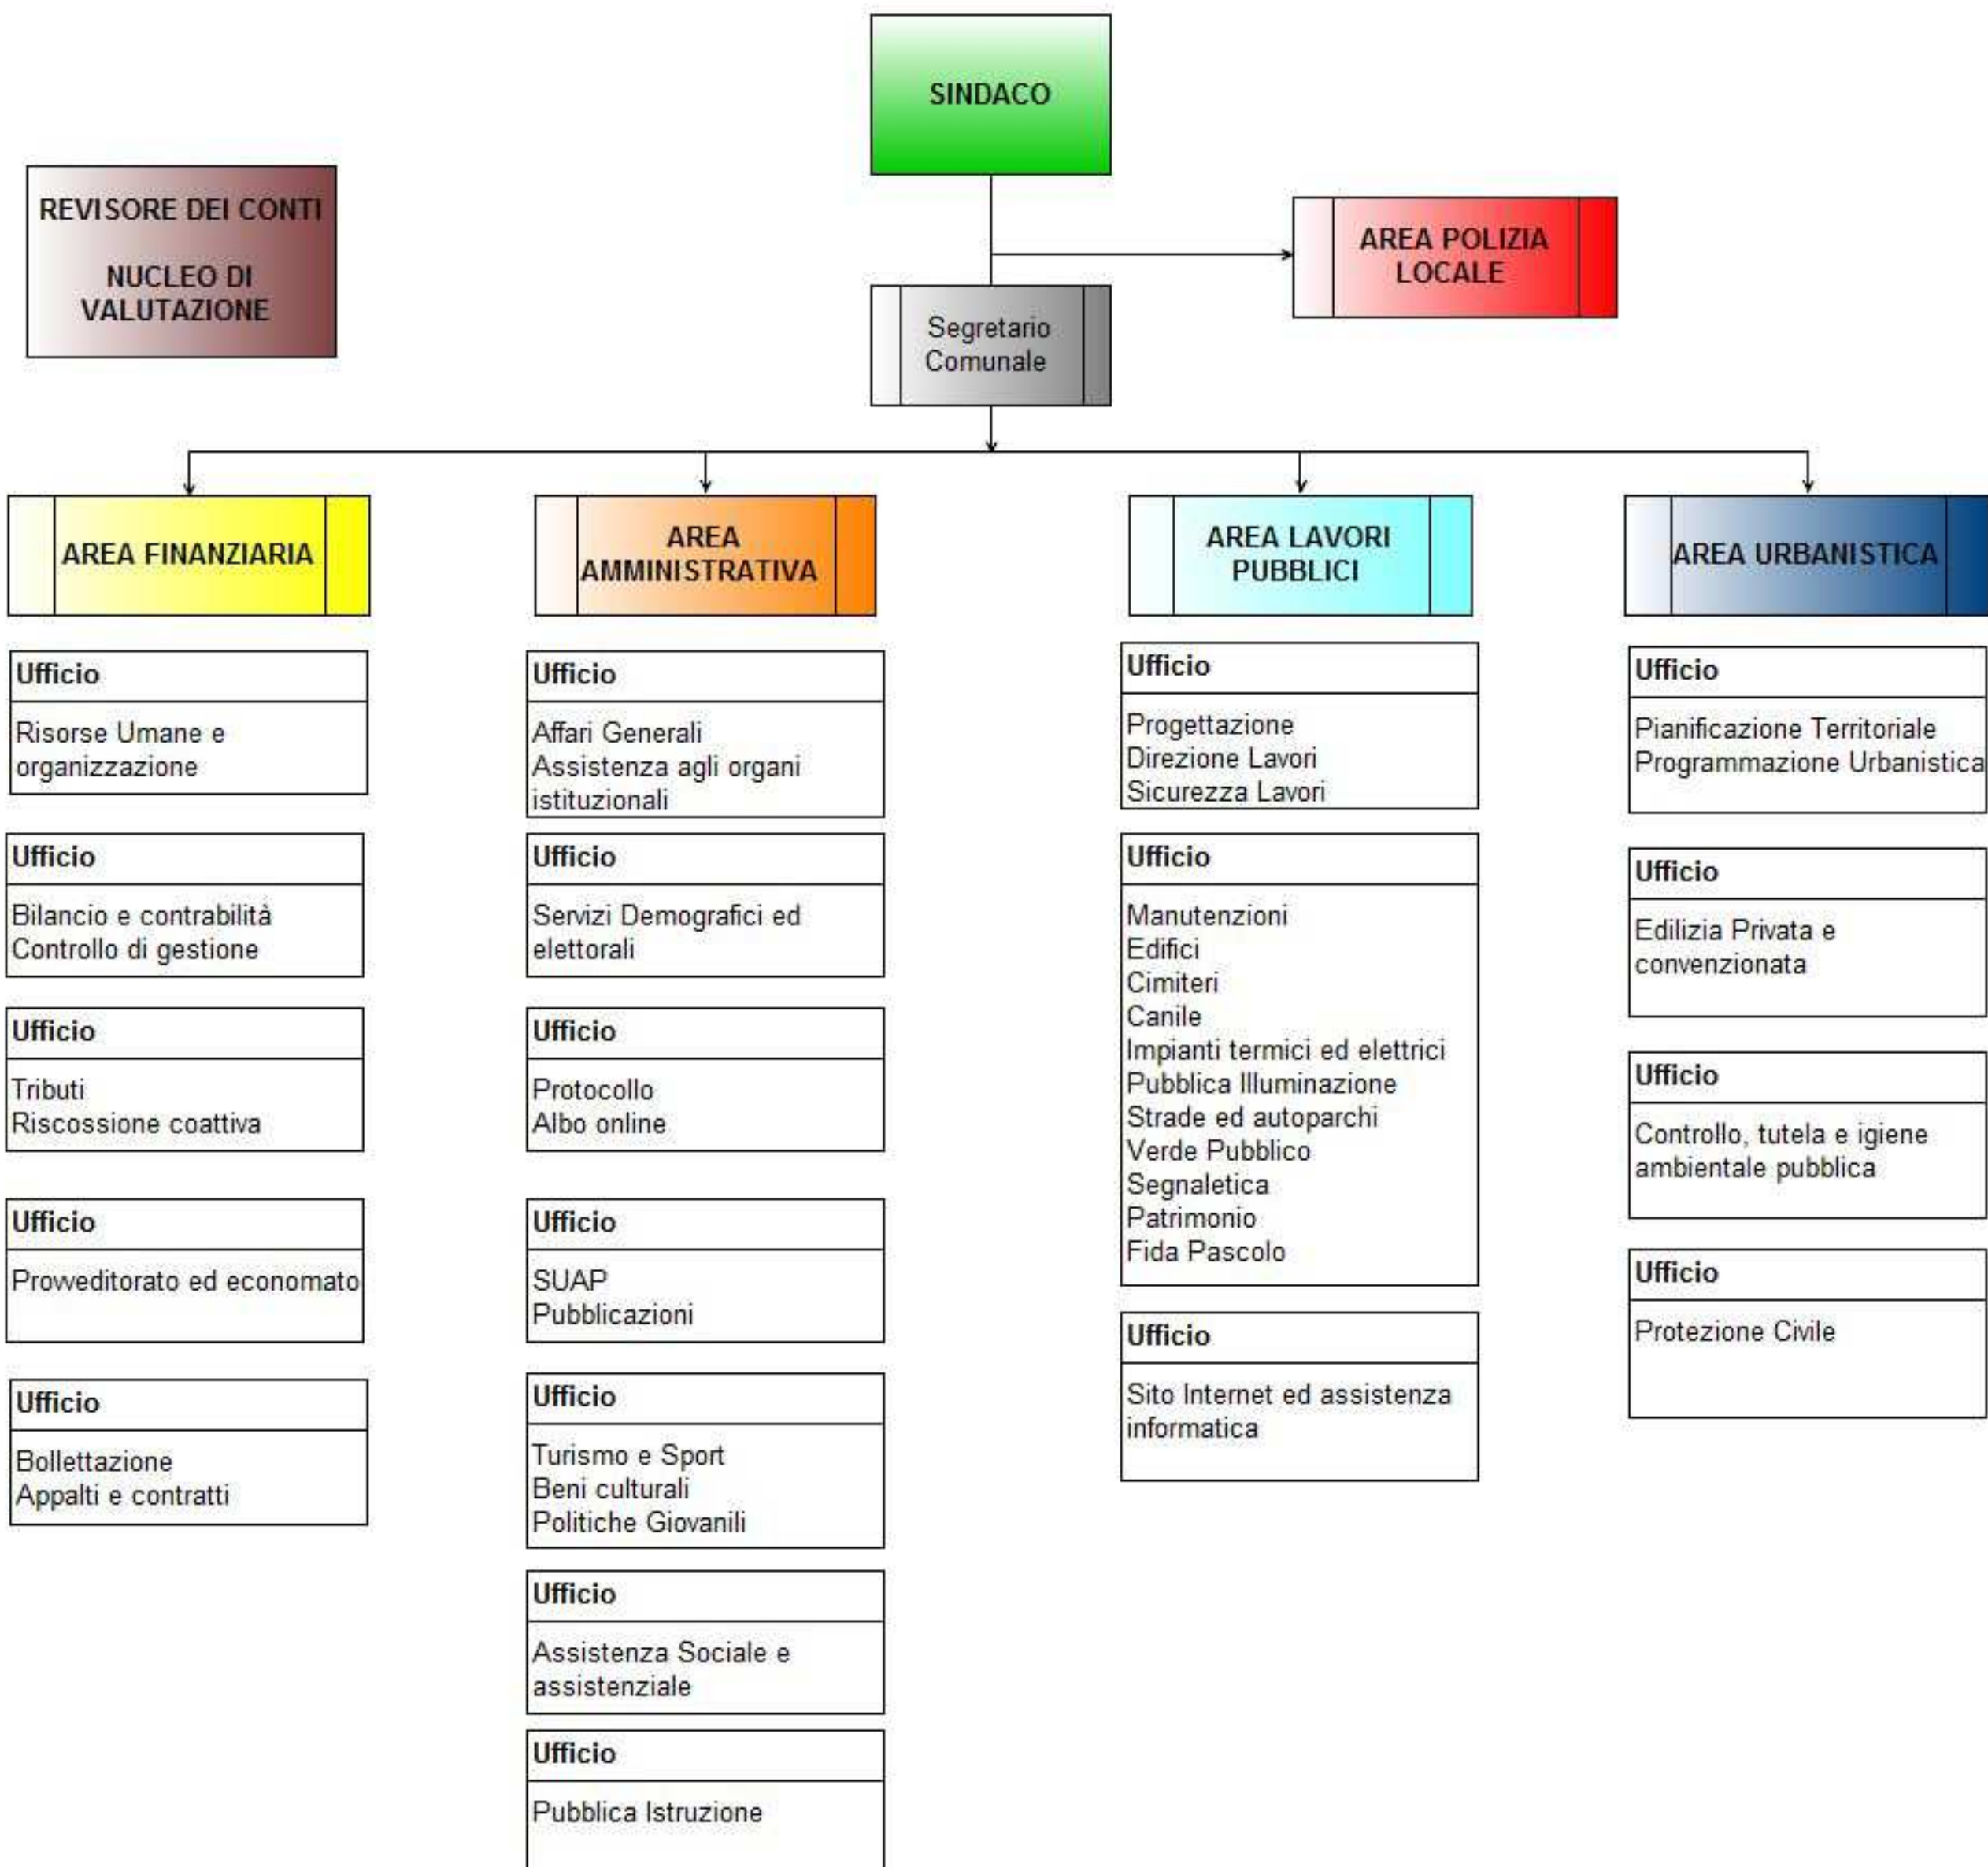 SINDACO
REVISORE DEI CONTI
NUCLEO DI
VALUTAZIONE
AREA POLIZIA
LOCALE
Segretario
Comunale
AREA FINANZIARIA
Ufficio
Risorse Umane e
organizzazione
Ufficio
Bilancio e contrabilità
Controllo di gestione
Ufficio
Tributi
Riscossione coattiva
Ufficio
Provveditorato ed economato
Ufficio
Bollettazione
Appalti e contratti
AREA
AMMINISTRATIVA
Ufficio
Affari Generali
Assistenza agli organi
istituzionali
Ufficio
Servizi Demografici ed
elettorali
Ufficio
Protocollo
Albo online
Ufficio
SUAP
Pubblicazioni
Ufficio
Turismo e Sport
Beni culturali
Politiche Giovanili
Ufficio
Assistenza Sociale e
assistenziale
Ufficio
Pubblica Istruzione
AREA LAVORI
PUBBLICI
Ufficio
Progettazione
Direzione Lavori
Sicurezza Lavori
Ufficio
Manutenzioni
Edifici
Cimiteri
Canile
Impianti termici ed elettrici
Pubblica Illuminazione
Strade ed autoparchi
Verde Pubblico
Segnaletica
Patrimonio
Fida Pascolo
Ufficio
Sito Internet ed assistenza
informatica
AREA URBANISTICA
Ufficio
Pianificazione Territoriale
Programmazione Urbanistica
Ufficio
Edilizia Privata e
convenzionata
Ufficio
Controllo, tutela e igiene
ambientale pubblica
Ufficio
Protezione Civile